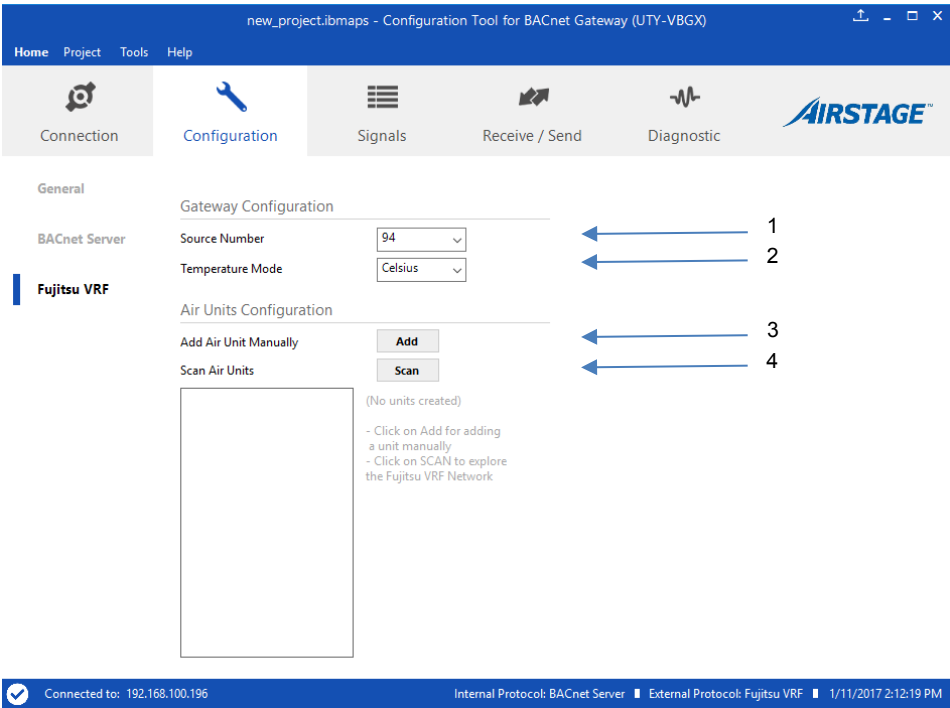 new_project.ibmaps - Configuration Tool for BACnet Gateway (UTY-VBGX)
Home Project Tools Help
Connection Configuration Signals Receive / Send Diagnostic AIRSTAGE™
General
Gateway Configuration
BACnet Server Source Number 94 1
Temperature Mode Celsius 2
Fujitsu VRF
Air Units Configuration
Add Air Unit Manually Add 3
Scan Air Units Scan 4
(No units created)
- Click on Add for adding
a unit manually
- Click on SCAN to explore
the Fujitsu VRF Network
Connected to: 192.168.100.196 Internal Protocol: BACnet Server External Protocol: Fujitsu VRF 1/11/2017 2:12:19 PM